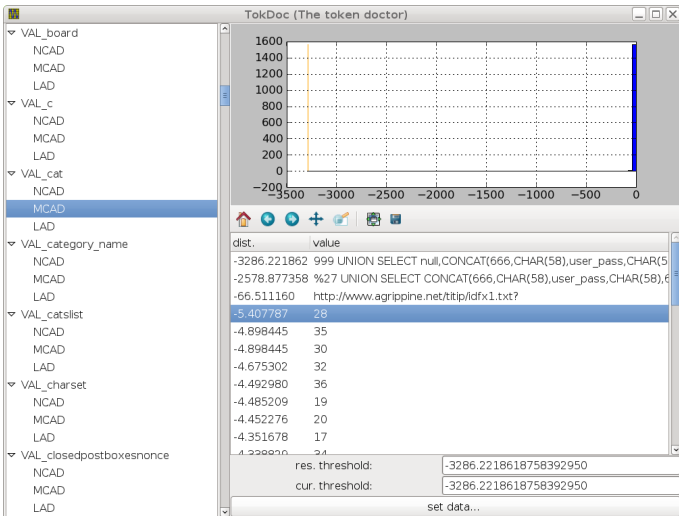 TokDoc (The token doctor)
VAL_board
NCAD
MCAD
LAD
VAL_c
NCAD
MCAD
LAD
VAL_cat
NCAD
MCAD
LAD
VAL_category_name
NCAD
MCAD
LAD
VAL_catslist
NCAD
MCAD
LAD
VAL_charset
NCAD
MCAD
LAD
VAL_closedpostboxesnonce
NCAD
MCAD
LAD
1600
1400
1200
1000
800
600
400
200
0
−200
−3500 −3000 −2500 −2000 −1500 −1000 −500 0
dist. value
-3286.221862 999 UNION SELECT null,CONCAT(666,CHAR(58),user_pass,CHAR(5
-2578.877358 %27 UNION SELECT CONCAT(666,CHAR(58),user_pass,CHAR(58),6
-66.511160 http://www.agrippine.net/titip/idfx1.txt?
-5.407787 28
-4.898445 35
-4.898445 30
-4.675302 32
-4.492980 36
-4.485209 19
-4.452276 20
-4.351678 17
res. threshold: -3286.2218618758392950
cur. threshold: -3286.2218618758392950
set data...